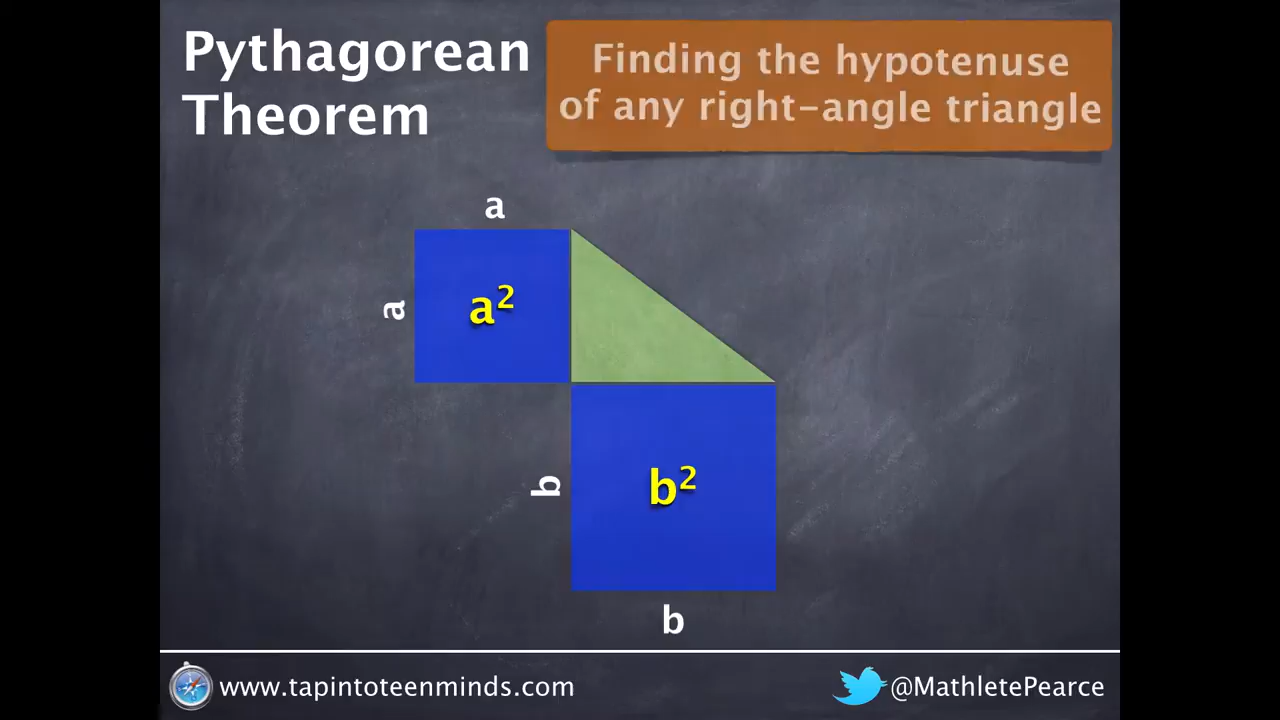 Pythagorean
Theorem
Finding the hypotenuse
of any right-angle triangle
a
a
a²
b
b²
b
www.tapintoteenminds.com
@MathletePearce